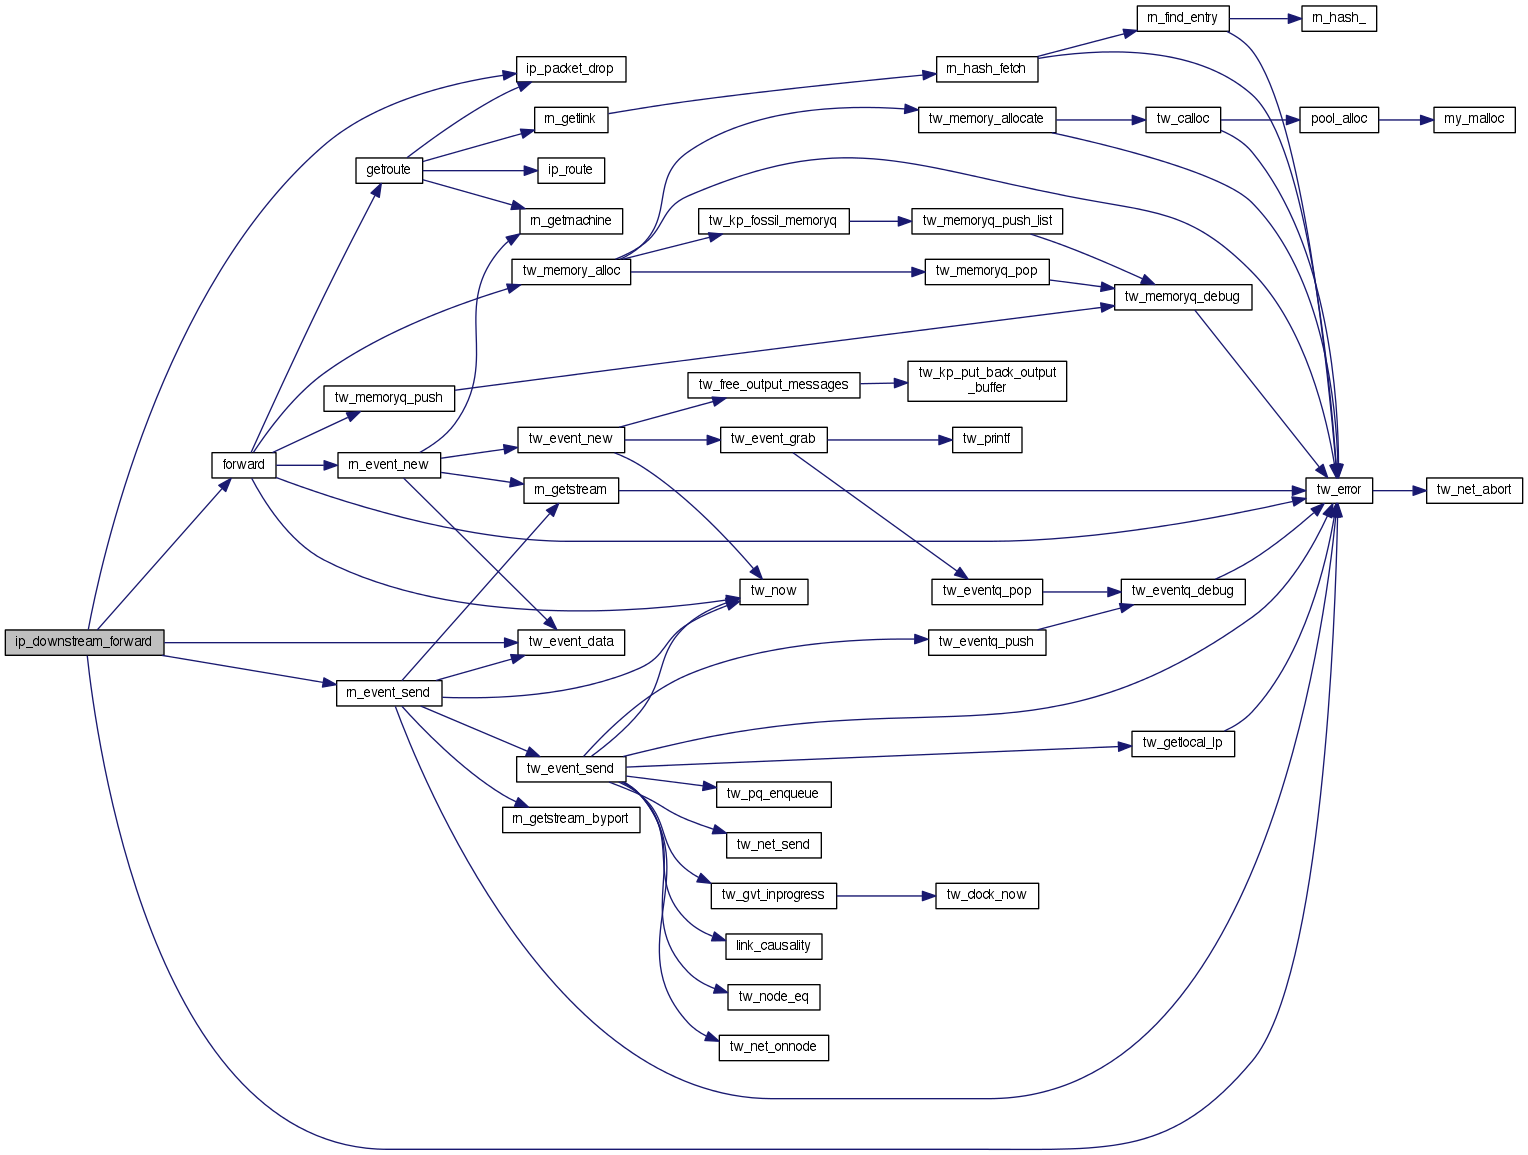 rn_find_entry
rn_hash_
ip_packet_drop
rn_hash_fetch
rn_getlink
tw_memory_allocate
tw_calloc
pool_alloc
my_malloc
getroute
ip_route
rn_getmachine
tw_kp_fossil_memoryq
tw_memoryq_push_list
tw_memory_alloc
tw_memoryq_pop
tw_memoryq_debug
tw_free_output_messages
tw_kp_put_back_output
_buffer
tw_memoryq_push
tw_event_new
tw_event_grab
tw_printf
forward
rn_event_new
rn_getstream
tw_error
tw_net_abort
tw_now
tw_eventq_pop
tw_eventq_debug
ip_downstream_forward
tw_event_data
tw_eventq_push
rn_event_send
tw_getlocal_lp
tw_event_send
tw_pq_enqueue
rn_getstream_byport
tw_net_send
tw_gvt_inprogress
tw_clock_now
link_causality
tw_node_eq
tw_net_onnode